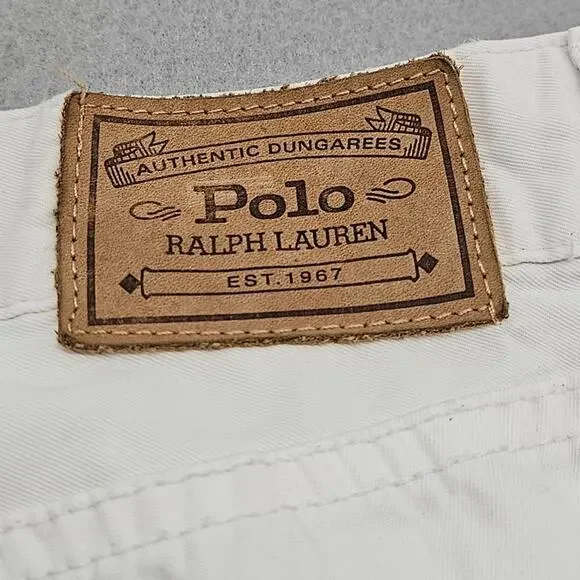 AUTHENTIC DUNGAREES
Polo
RALPH LAUREN
EST. 1967